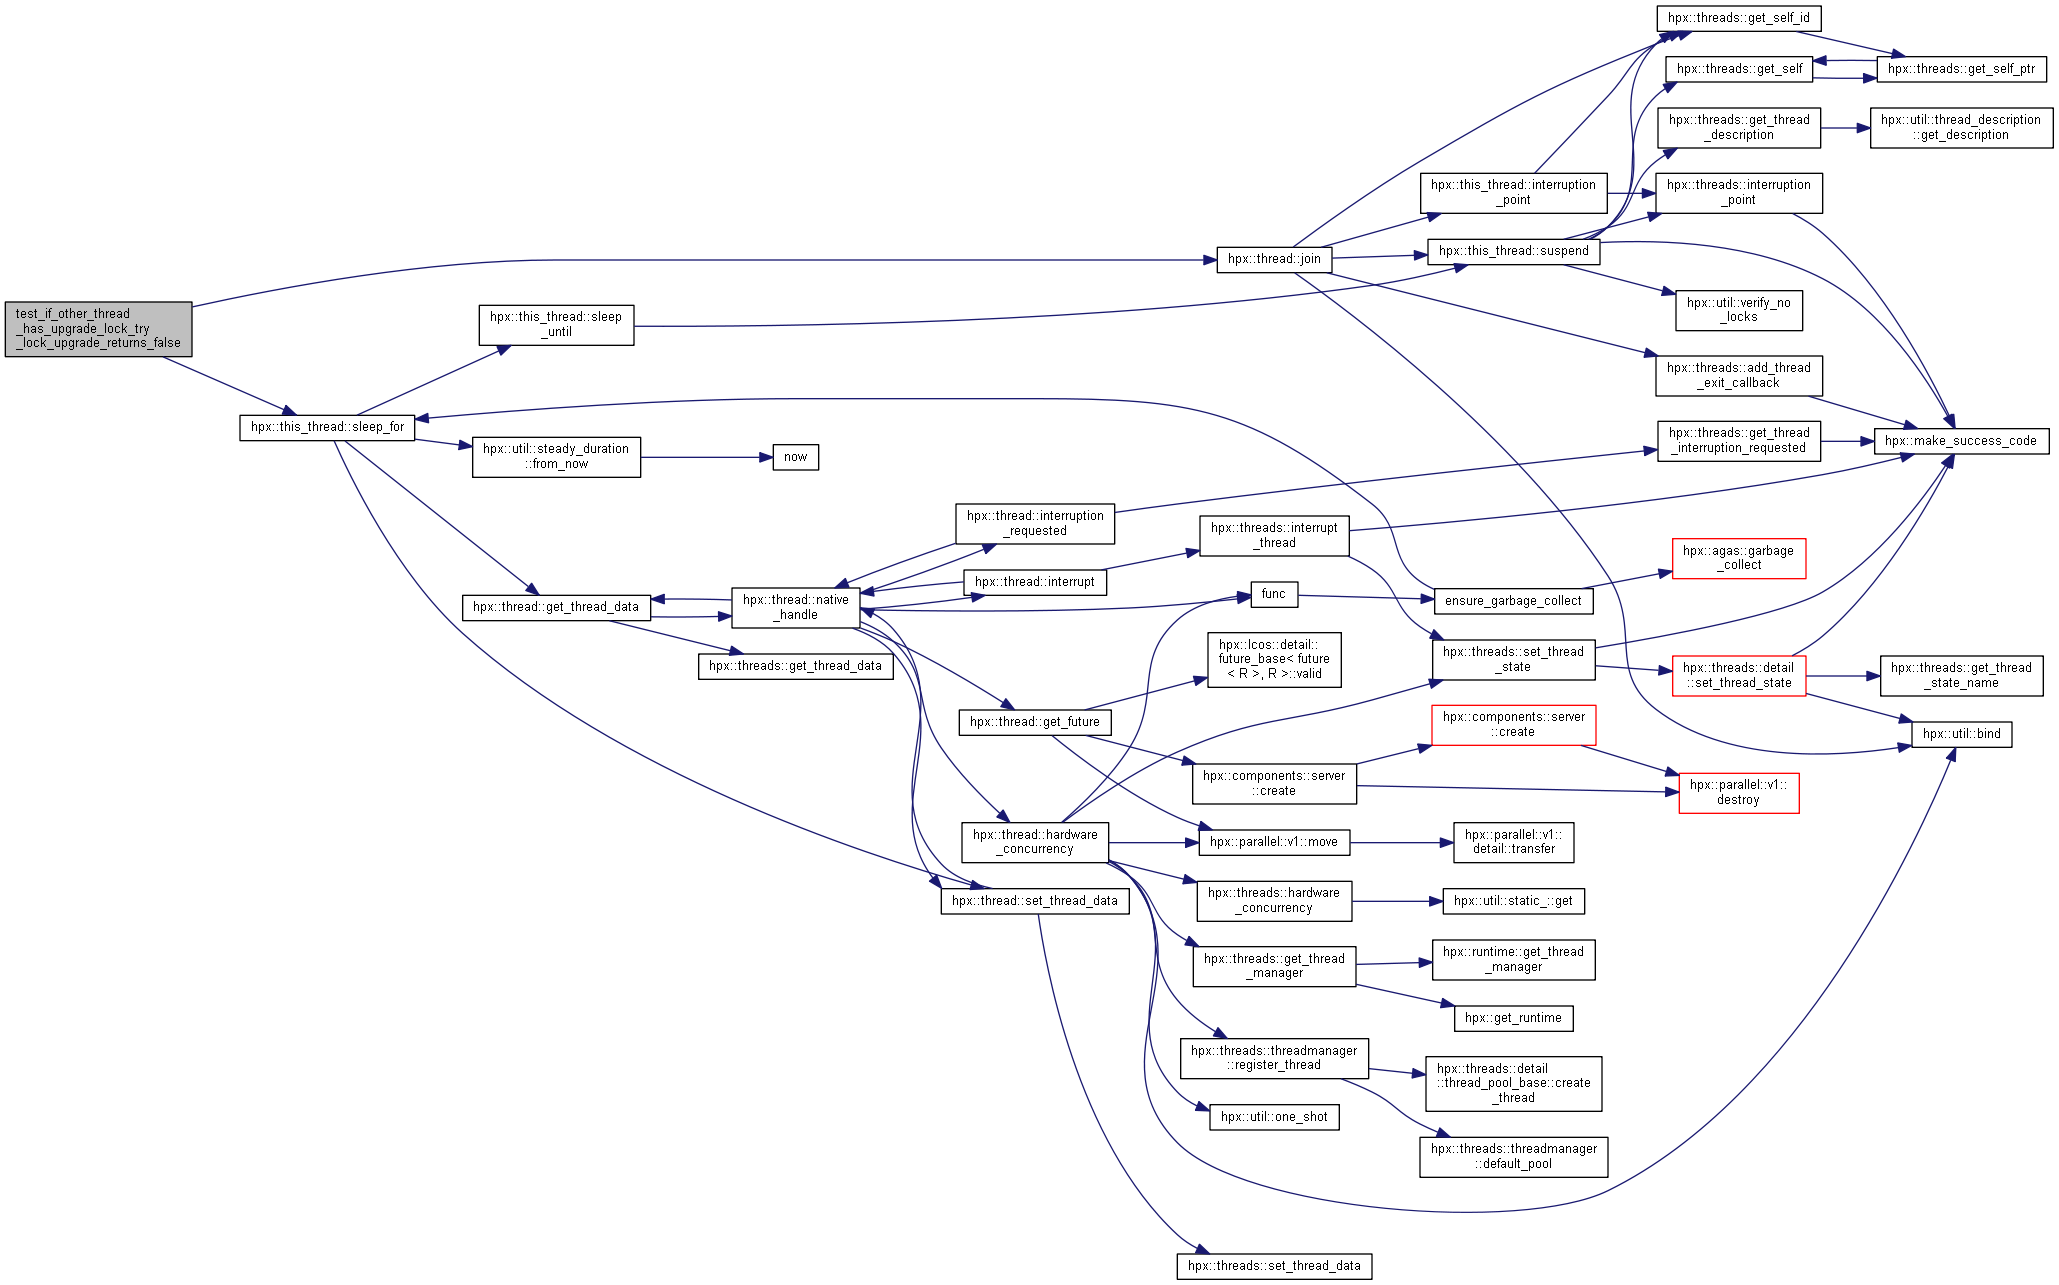 test_if_other_thread
_has_upgrade_lock_try
_lock_upgrade_returns_false
hpx::this_thread::sleep_for
hpx::this_thread::sleep
_until
hpx::util::steady_duration
::from_now
now
hpx::thread::get_thread_data
hpx::thread::native
_handle
hpx::threads::get_thread_data
hpx::thread::interruption
_requested
hpx::thread::interrupt
hpx::thread::get_future
hpx::thread::hardware
_concurrency
hpx::thread::set_thread_data
hpx::thread::join
hpx::threads::interrupt
_thread
func
hpx::lcos::detail::
future_base< future
< R >, R >::valid
hpx::components::server
::create
hpx::parallel::v1::move
hpx::threads::hardware
_concurrency
hpx::threads::get_thread
_manager
hpx::threads::threadmanager
::register_thread
hpx::util::one_shot
hpx::threads::set_thread_data
hpx::this_thread::interruption
_point
hpx::this_thread::suspend
ensure_garbage_collect
hpx::threads::set_thread
_state
hpx::components::server
::create
hpx::parallel::v1::
detail::transfer
hpx::util::static_::get
hpx::runtime::get_thread
_manager
hpx::get_runtime
hpx::threads::detail
::thread_pool_base::create
_thread
hpx::threads::threadmanager
::default_pool
hpx::threads::get_self_id
hpx::threads::get_self
hpx::threads::get_thread
_description
hpx::threads::interruption
_point
hpx::util::verify_no
_locks
hpx::threads::add_thread
_exit_callback
hpx::threads::get_thread
_interruption_requested
hpx::agas::garbage
_collect
hpx::threads::detail
::set_thread_state
hpx::parallel::v1::
destroy
hpx::threads::get_self_ptr
hpx::util::thread_description
::get_description
hpx::make_success_code
hpx::threads::get_thread
_state_name
hpx::util::bind